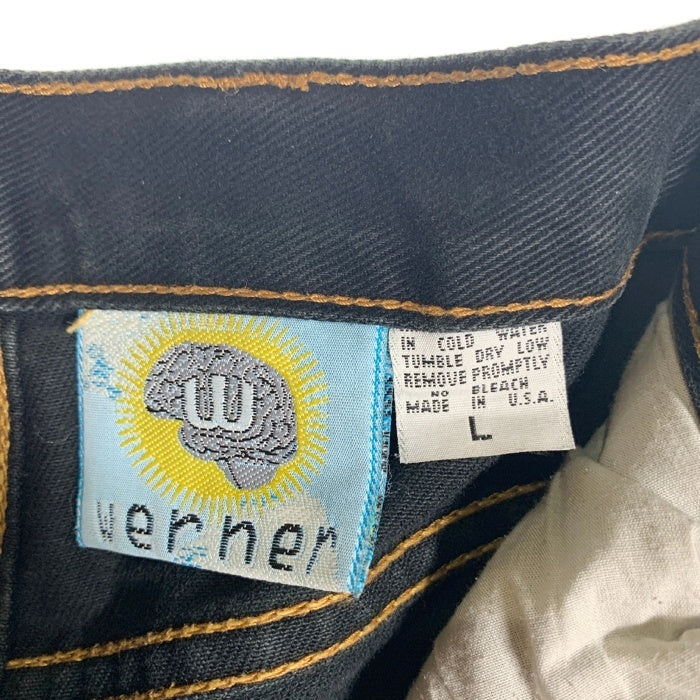 W
werner
IN COLD WATER
TUMBLE DRY LOW
REMOVE PROMPTLY
NO BLEACH
MADE IN U.S.A.
L